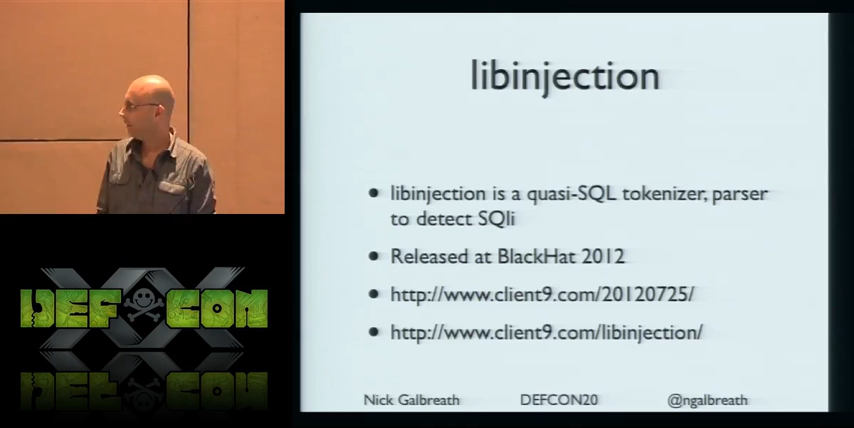 libinjection
• libinjection is a quasi-SQL tokenizer, parser
to detect SQli
• Released at BlackHat 2012
• http://www.client9.com/20120725/
• http://www.client9.com/libinjection/
Nick Galbreath DEFCON20 @ngalbreath
DEF CON
XX